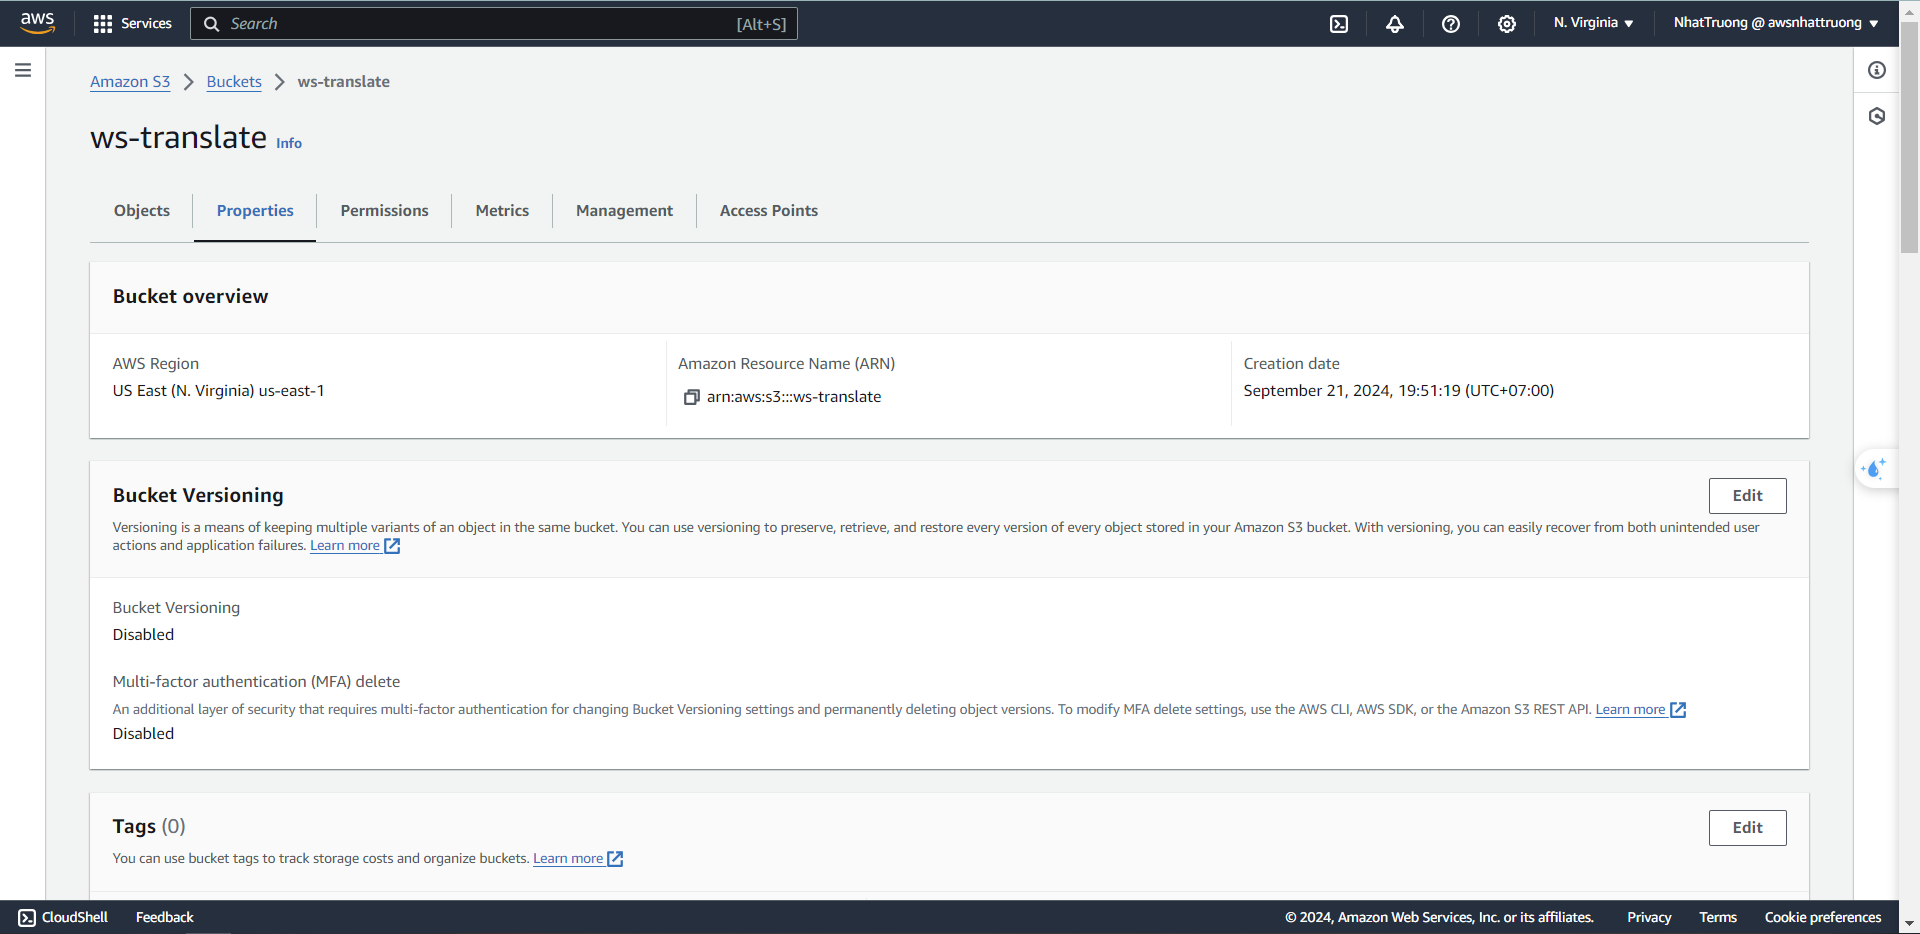 aws Services Search [Alt+S] N. Virginia NhatTruong @ awsnhattruong
Amazon S3 Buckets ws-translate
ws-translate Info
Objects Properties Permissions Metrics Management Access Points
Bucket overview
AWS Region
US East (N. Virginia) us-east-1
Amazon Resource Name (ARN)
arn:aws:s3:::ws-translate
Creation date
September 21, 2024, 19:51:19 (UTC+07:00)
Bucket Versioning
Edit
Versioning is a means of keeping multiple variants of an object in the same bucket. You can use versioning to preserve, retrieve, and restore every version of every object stored in your Amazon S3 bucket. With versioning, you can easily recover from both unintended user
actions and application failures. Learn more
Bucket Versioning
Disabled
Multi-factor authentication (MFA) delete
An additional layer of security that requires multi-factor authentication for changing Bucket Versioning settings and permanently deleting object versions. To modify MFA delete settings, use the AWS CLI, AWS SDK, or the Amazon S3 REST API. Learn more
Disabled
Tags (0)
Edit
You can use bucket tags to track storage costs and organize buckets. Learn more
CloudShell Feedback © 2024, Amazon Web Services, Inc. or its affiliates. Privacy Terms Cookie preferences